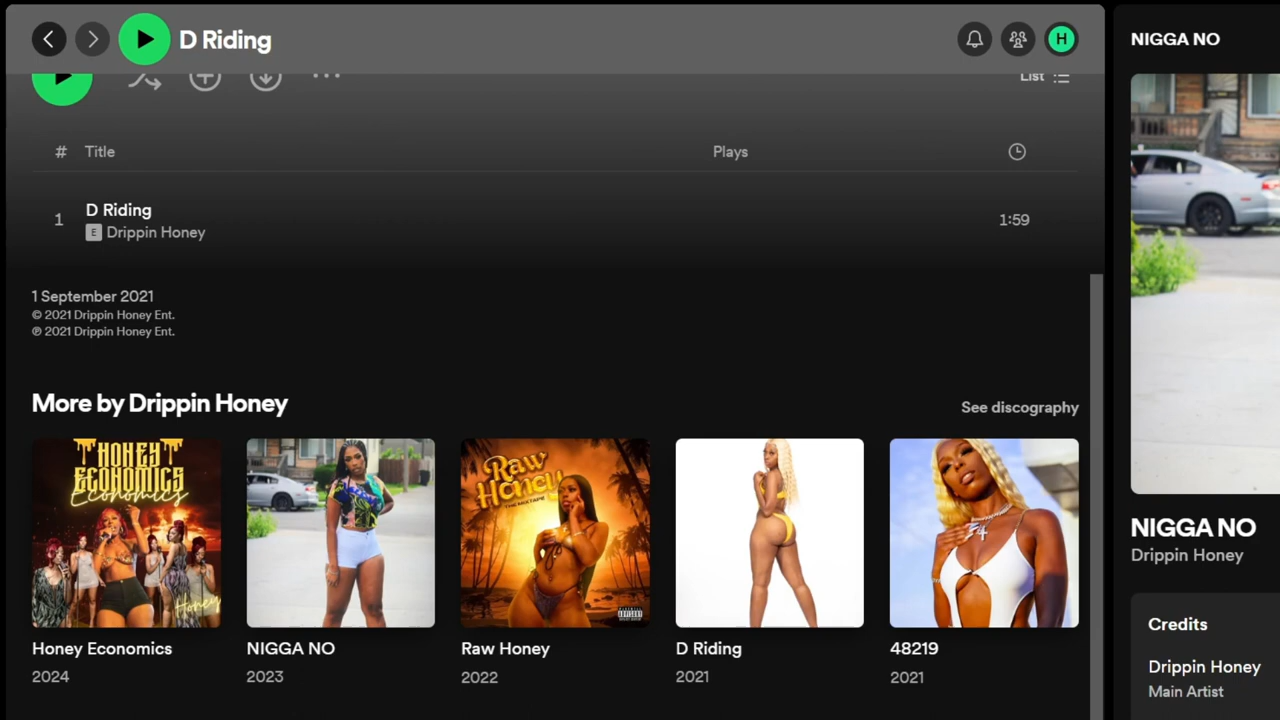 D Riding
H
List
# Title Plays
1 D Riding 1:59
E Drippin Honey
1 September 2021
© 2021 Drippin Honey Ent.
℗ 2021 Drippin Honey Ent.
More by Drippin Honey
See discography
HONEY
ECONOMICS
Economics
Honey
Raw
Honey
THE MIXTAPE
Honey Economics
2024
NIGGA NO
2023
Raw Honey
2022
D Riding
2021
48219
2021
NIGGA NO
NIGGA NO
Drippin Honey
Credits
Drippin Honey
Main Artist